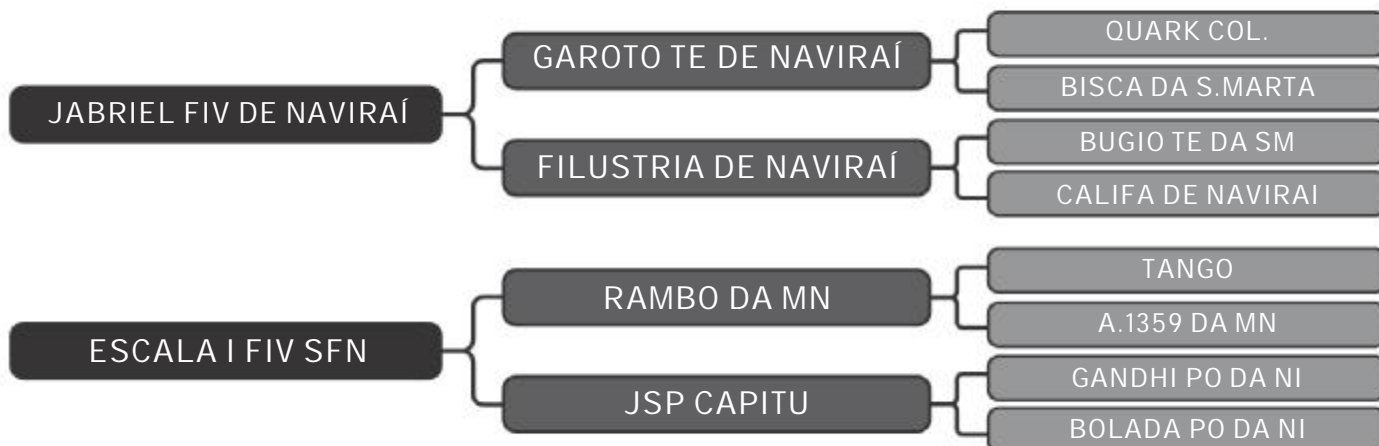 JABRIEL FIV DE NAVIRAÍ
GAROTO TE DE NAVIRAÍ
QUARK COL.
BISCA DA S.MARTA
FILUSTRIA DE NAVIRAÍ
BUGIO TE DA SM
CALIFA DE NAVIRAI
ESCALA I FIV SFN
RAMBO DA MN
TANGO
A.1359 DA MN
JSP CAPITU
GANDHI PO DA NI
BOLADA PO DA NI